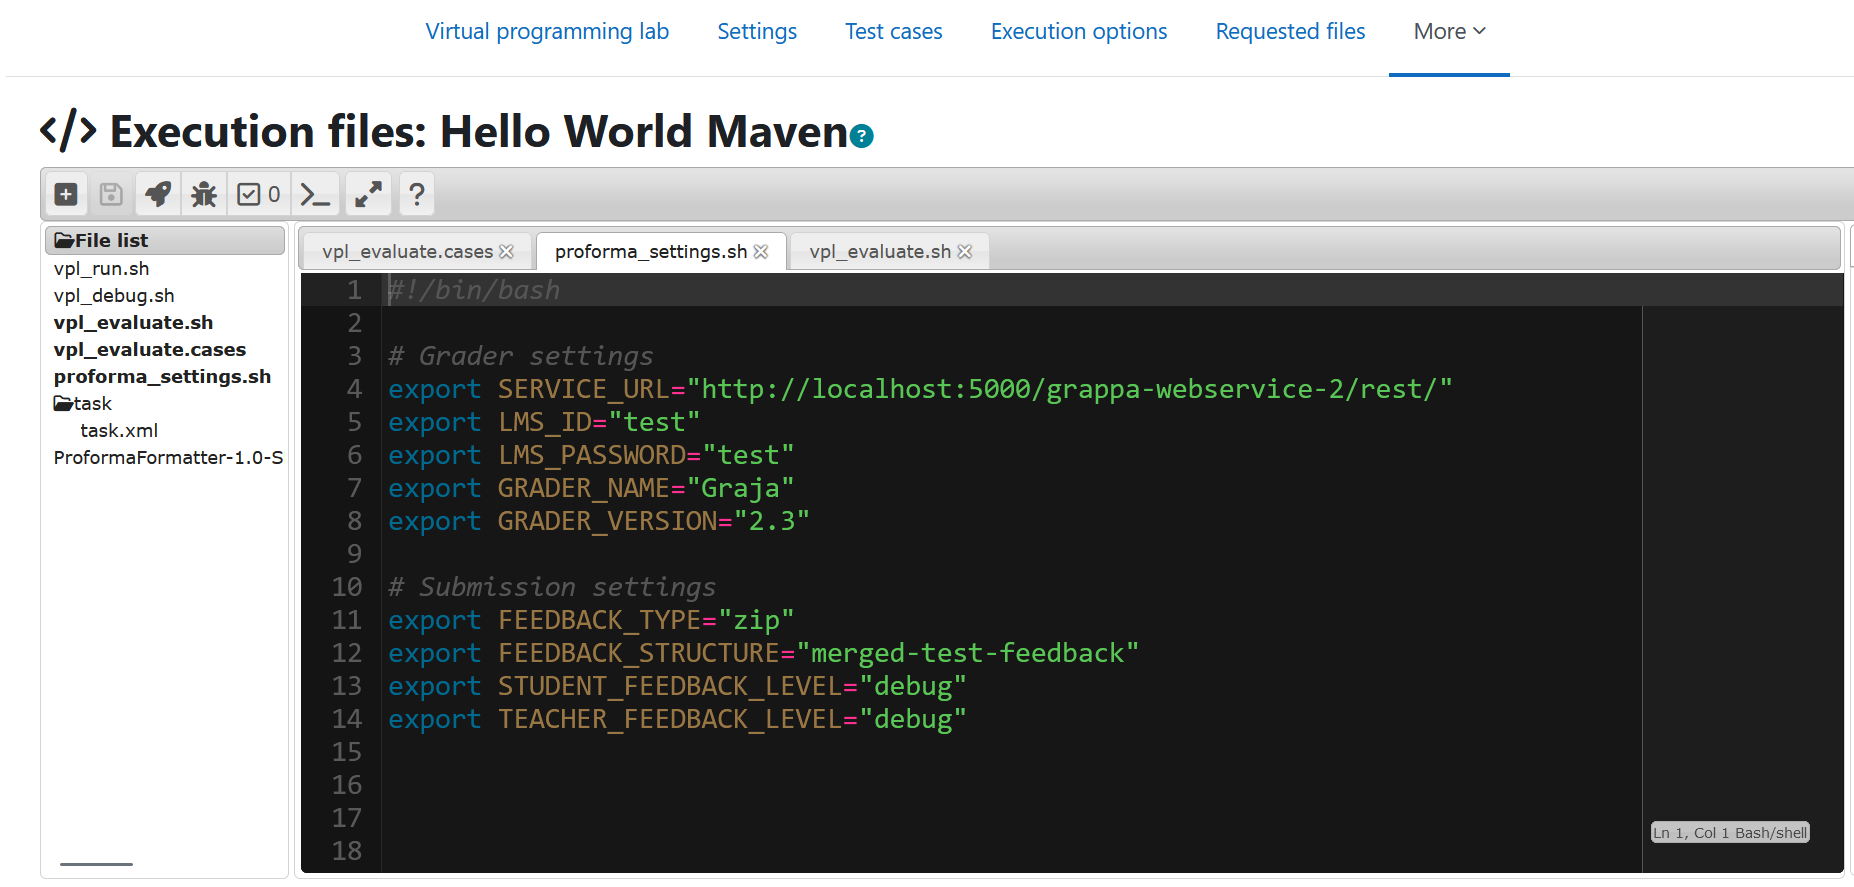 Virtual programming lab Settings Test cases Execution options Requested files More
</> Execution files: Hello World Maven?
0 ?
File list
vpl_run.sh
vpl_debug.sh
vpl_evaluate.sh
vpl_evaluate.cases
proforma_settings.sh
task
task.xml
ProformaFormatter-1.0-S
vpl_evaluate.cases proforma_settings.sh vpl_evaluate.sh
1 #!/bin/bash
2
3 # Grader settings
4 export SERVICE_URL="http://localhost:5000/grappa-webservice-2/rest/"
5 export LMS_ID="test"
6 export LMS_PASSWORD="test"
7 export GRADER_NAME="Graja"
8 export GRADER_VERSION="2.3"
9
10 # Submission settings
11 export FEEDBACK_TYPE="zip"
12 export FEEDBACK_STRUCTURE="merged-test-feedback"
13 export STUDENT_FEEDBACK_LEVEL="debug"
14 export TEACHER_FEEDBACK_LEVEL="debug"
15
16
17
18
Ln 1, Col 1 Bash/shell